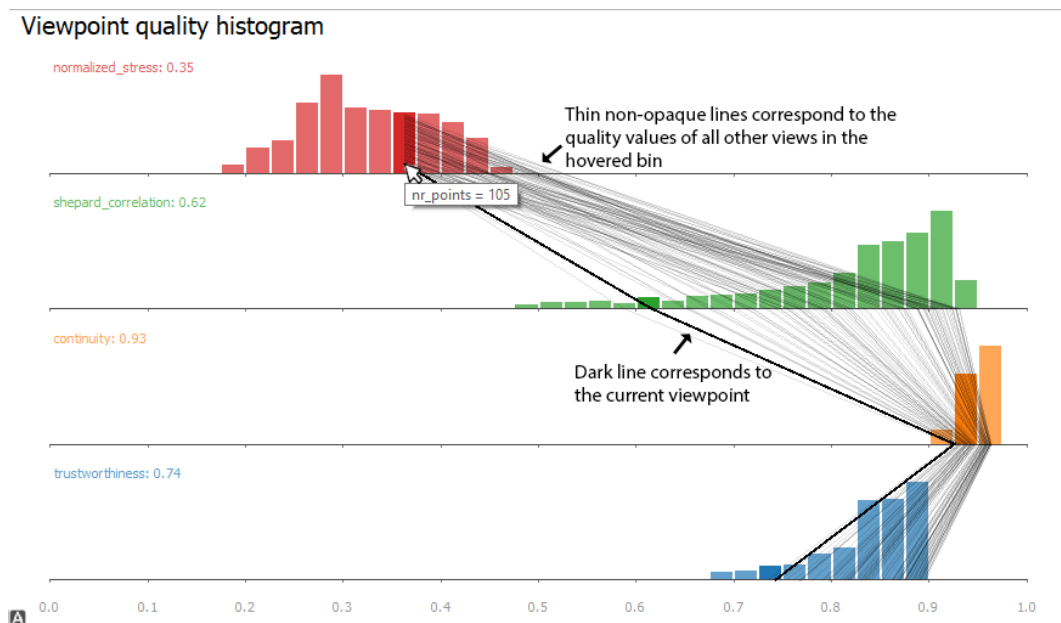 Viewpoint quality histogram
normalized_stress: 0.35
Thin non-opaque lines correspond to the
quality values of all other views in the
hovered bin
nr_points = 105
shepard_correlation: 0.62
continuity: 0.93
Dark line corresponds to
the current viewpoint
trustworthiness: 0.74
0.0 0.1 0.2 0.3 0.4 0.5 0.6 0.7 0.8 0.9 1.0
A